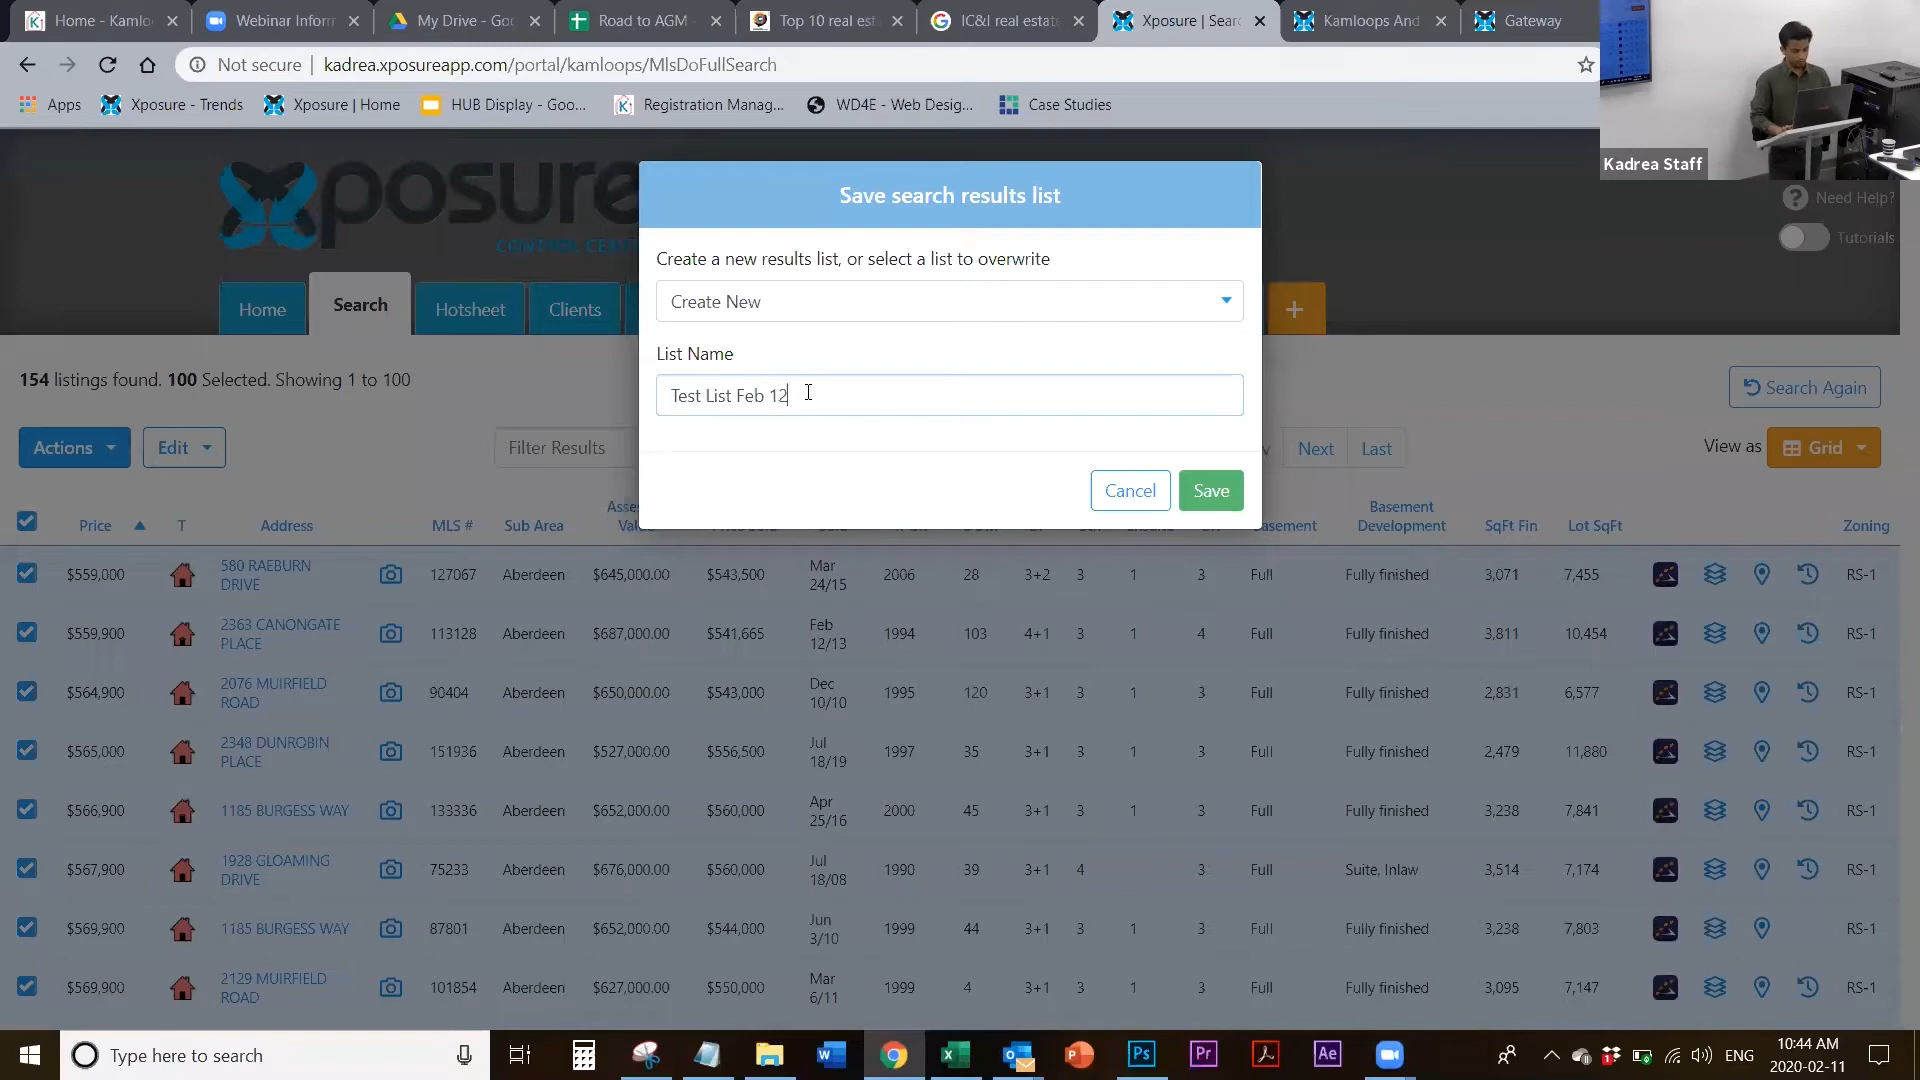 Home - Kamlo
Webinar Inform
My Drive - Goo
Road to AGM -
Top 10 real est
IC&I real estate
Xposure | Searc
Kamloops And
Gateway
Not secure | kadrea.xposureapp.com/portal/kamloops/MlsDoFullSearch
Apps
Xposure - Trends
Xposure | Home
HUB Display - Goo...
Registration Manag...
WD4E - Web Desig...
Case Studies
Kadrea Staff
posure
CONTROL CENT
Need Help?
Tutorials
Home
Search
Hotsheet
Clients
+
Save search results list
Create a new results list, or select a list to overwrite
Create New
List Name
Test List Feb 12
Cancel
Save
154 listings found. 100 Selected. Showing 1 to 100
Search Again
Actions
Edit
Filter Results
Next
Last
View as
Grid
Price T Address MLS # Sub Area Basement Development SqFt Fin Lot SqFt Zoning
$559,000 580 RAEBURN DRIVE 127067 Aberdeen $645,000.00 $543,500 Mar 24/15 2006 28 3+2 3 1 3 Full Fully finished 3,071 7,455 RS-1
$559,900 2363 CANONGATE PLACE 113128 Aberdeen $687,000.00 $541,665 Feb 12/13 1994 103 4+1 3 1 4 Full Fully finished 3,811 10,454 RS-1
$564,900 2076 MUIRFIELD ROAD 90404 Aberdeen $650,000.00 $543,000 Dec 10/10 1995 120 3+1 3 1 3 Full Fully finished 2,831 6,577 RS-1
$565,000 2348 DUNROBIN PLACE 151936 Aberdeen $527,000.00 $556,500 Jul 18/19 1997 35 3+1 3 1 3 Full Fully finished 2,479 11,880 RS-1
$566,900 1185 BURGESS WAY 133336 Aberdeen $652,000.00 $560,000 Apr 25/16 2000 45 3+1 3 1 3 Full Fully finished 3,238 7,841 RS-1
$567,900 1928 GLOAMING DRIVE 75233 Aberdeen $676,000.00 $560,000 Jul 18/08 1990 39 3+1 4 3 Full Suite, Inlaw 3,514 7,174 RS-1
$569,900 1185 BURGESS WAY 87801 Aberdeen $652,000.00 $544,000 Jun 3/10 1999 44 3+1 3 1 3 Full Fully finished 3,238 7,803 RS-1
$569,900 2129 MUIRFIELD ROAD 101854 Aberdeen $627,000.00 $550,000 Mar 6/11 1999 4 3+1 3 1 3 Full Fully finished 3,095 7,147 RS-1
Type here to search
Ps
Pr
Ae
ENG
10:44 AM
2020-02-11